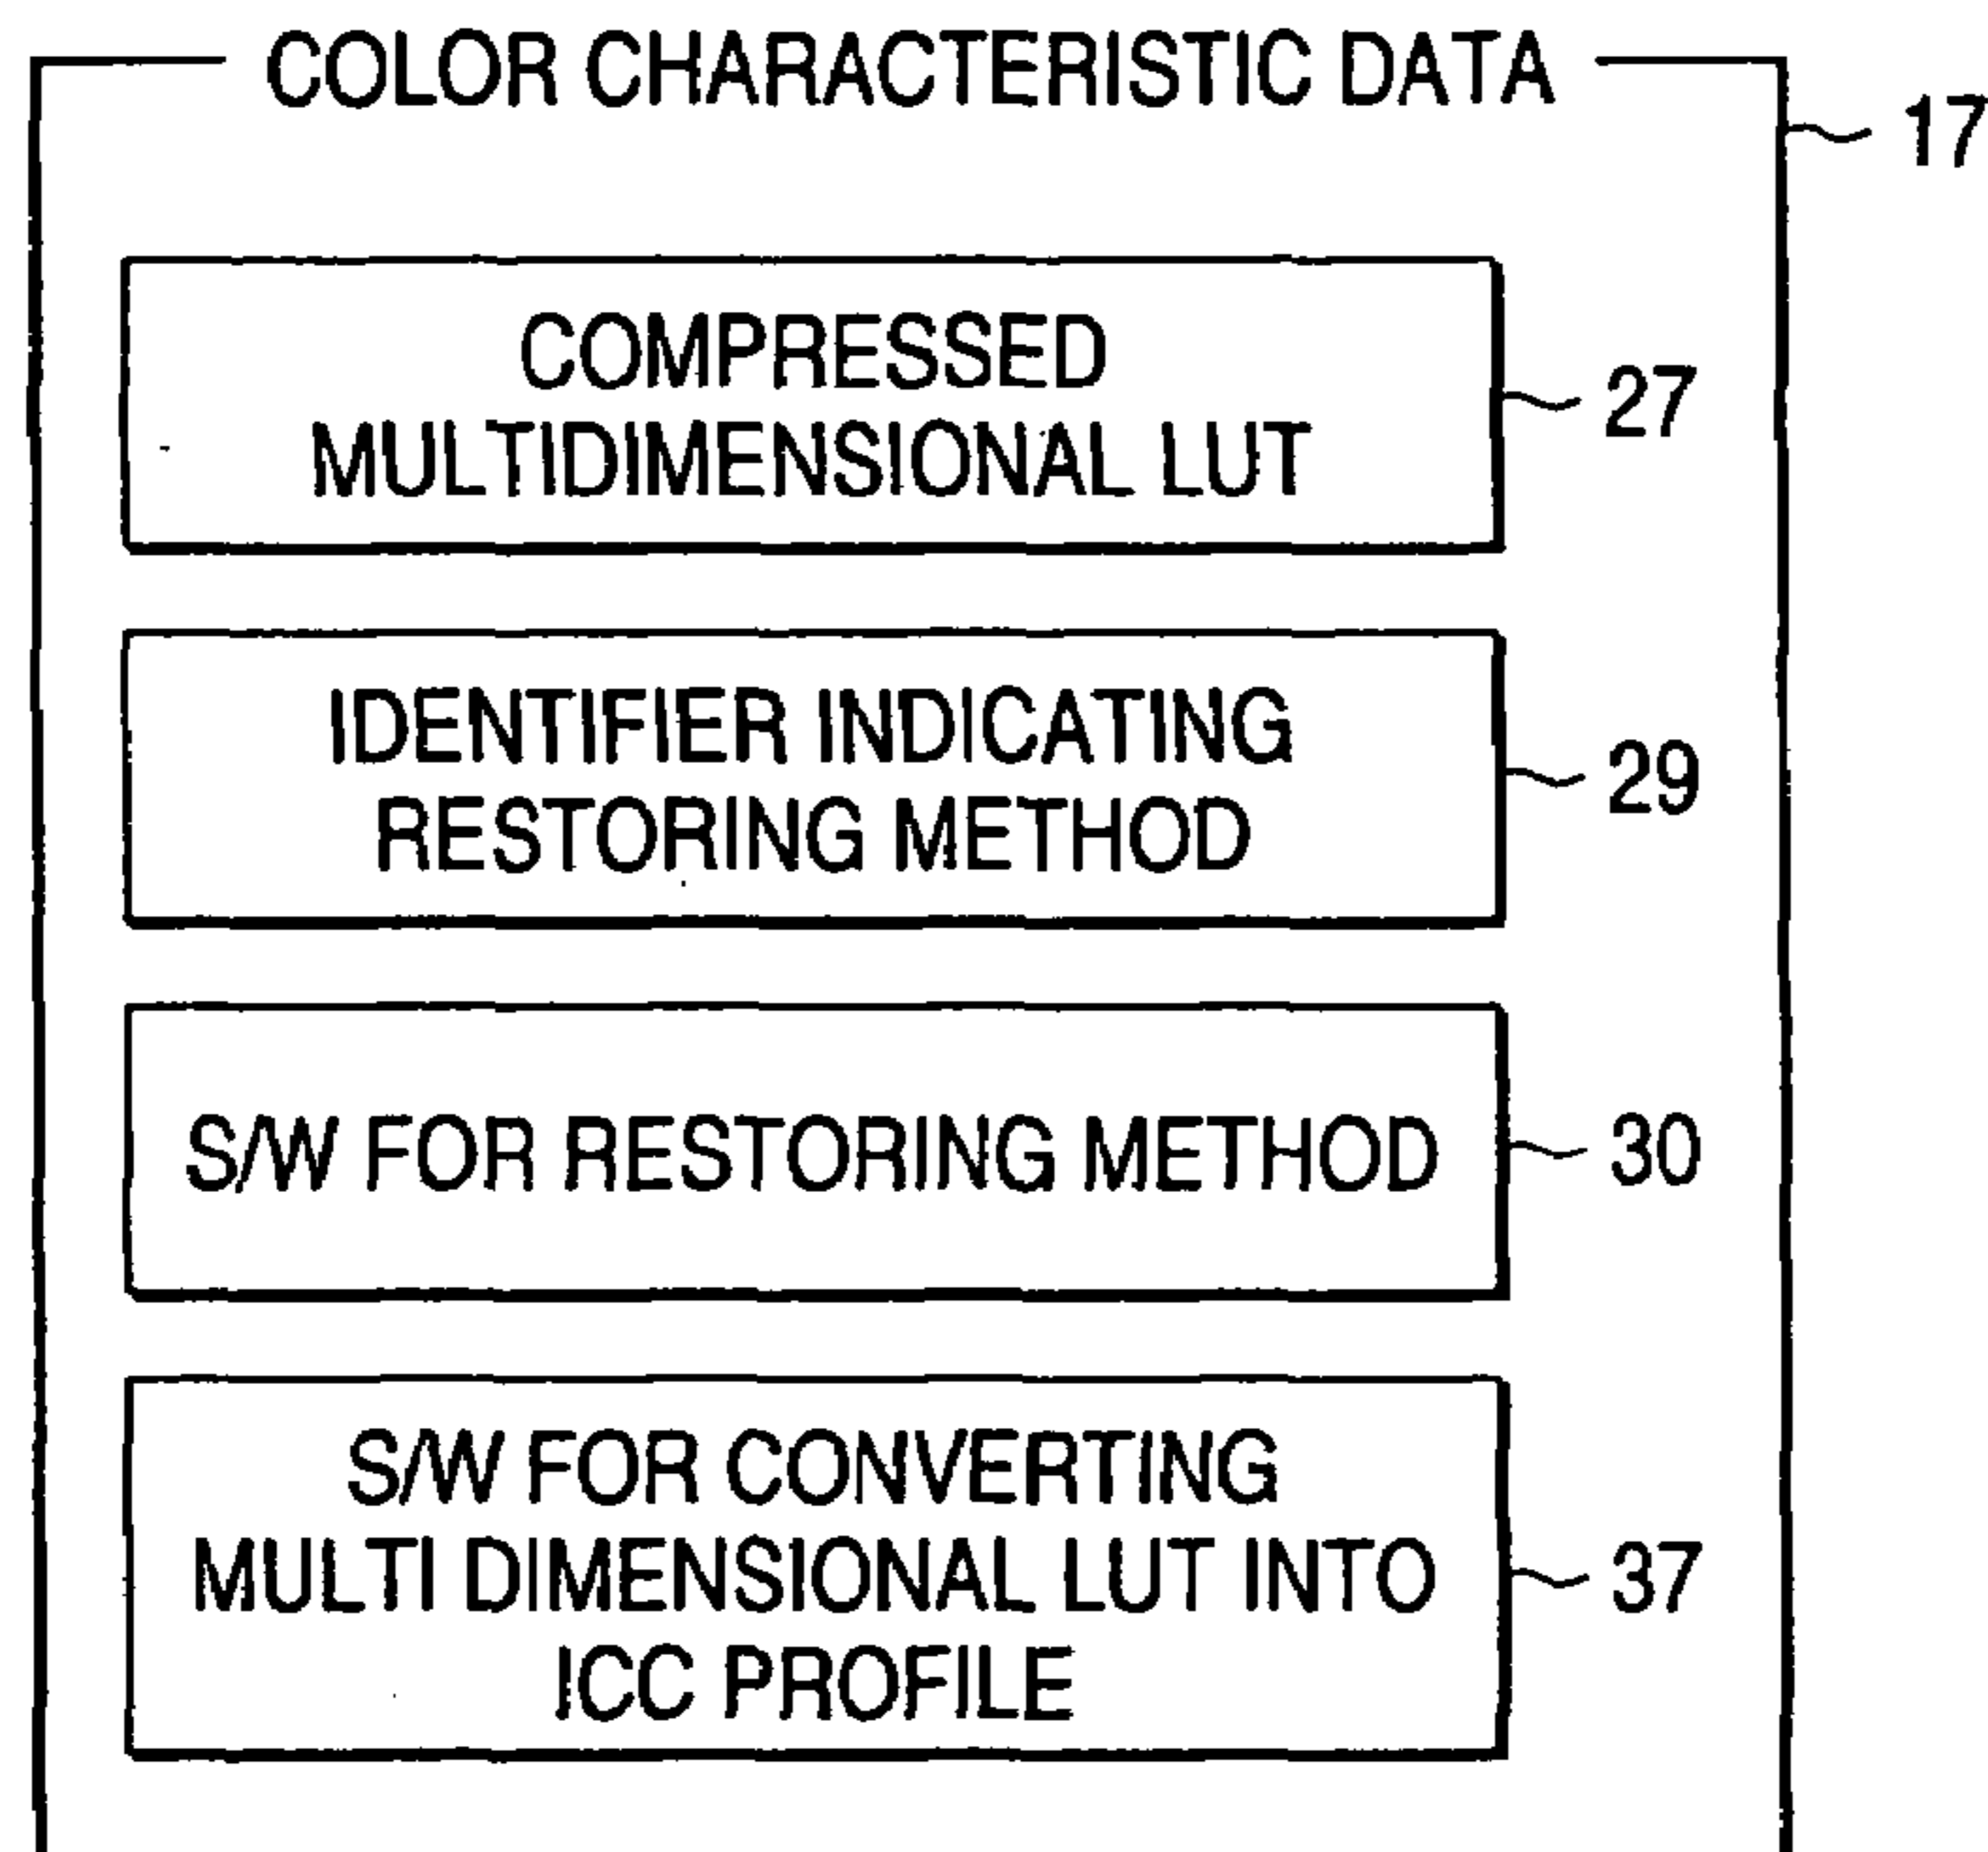 COLOR CHARACTERISTIC DATA
17
COMPRESSED
MULTIDIMENSIONAL LUT
27
IDENTIFIER INDICATING
RESTORING METHOD
29
S/W FOR RESTORING METHOD
30
S/W FOR CONVERTING
MULTI DIMENSIONAL LUT INTO
ICC PROFILE
37